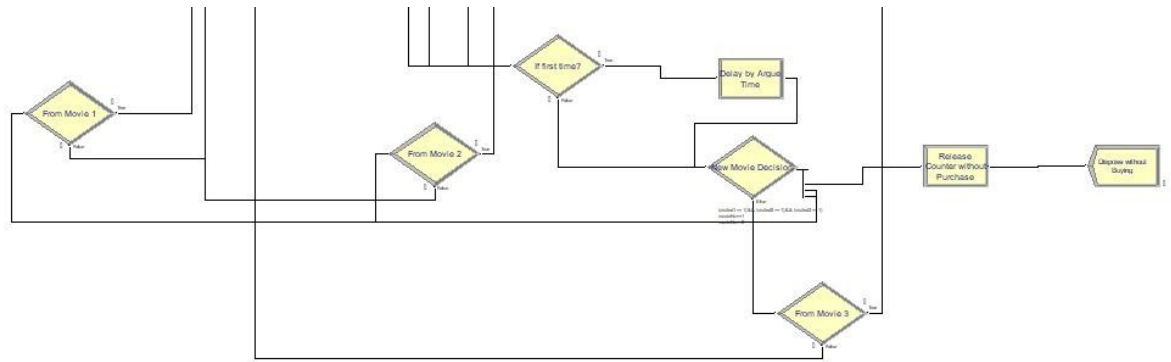 If first time?
True
False
Delay by Argue
Time
From Movie 1
True
False
From Movie 2
True
False
New Movie Decision
Else
Release
Counter without
Purchase
Dispose without
Buying
From Movie 3
True
False